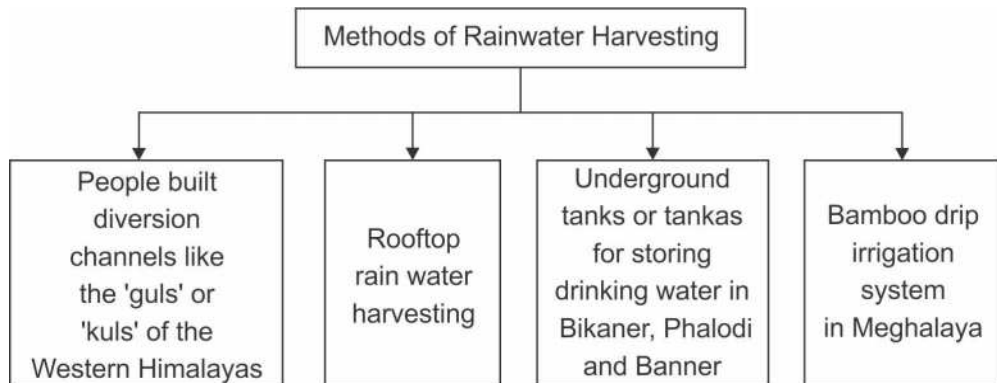 Methods of Rainwater Harvesting
People built
diversion
channels like
the 'guls' or
'kuls' of the
Western Himalayas
Rooftop
rain water
harvesting
Underground
tanks or tankas
for storing
drinking water in
Bikaner, Phalodi
and Banner
Bamboo drip
irrigation
system
in Meghalaya